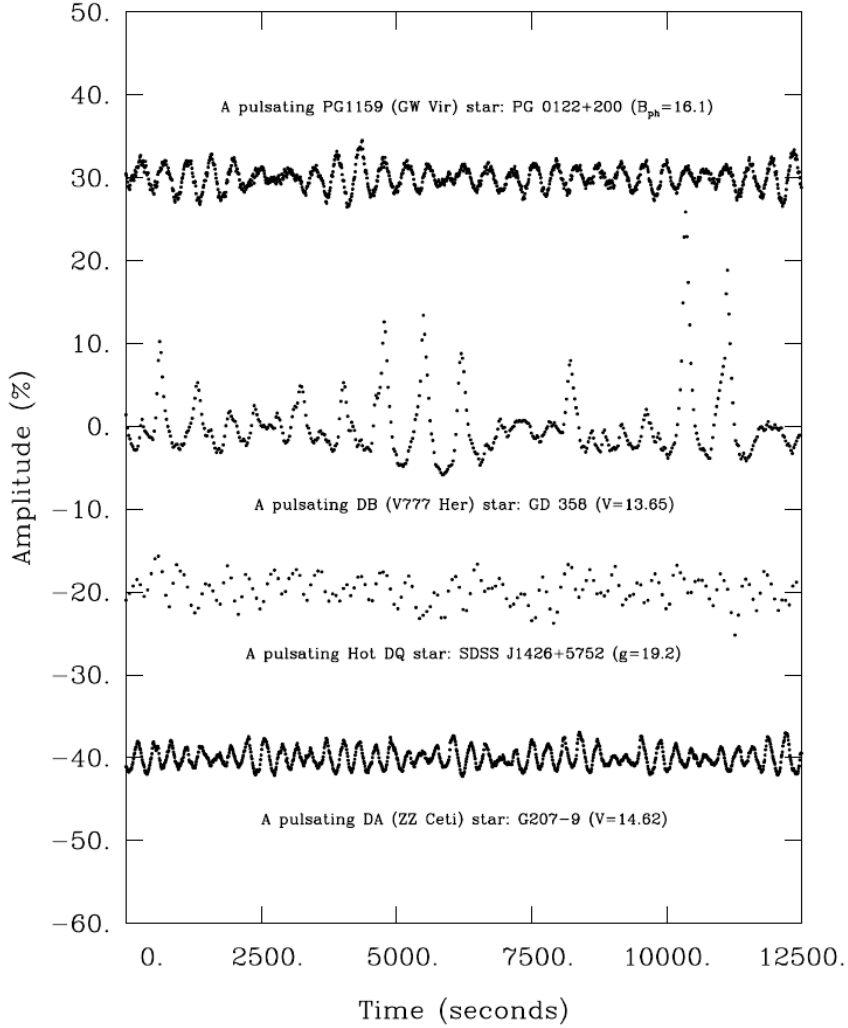 50.
40.
A pulsating PG1159 (GW Vir) star: PG 0122+200 (Bph=16.1)
30.
20.
10.
0.
A pulsating DB (V777 Her) star: GD 358 (V=13.65)
−10.
−20.
A pulsating Hot DQ star: SDSS J1426+5752 (g=19.2)
−30.
−40.
A pulsating DA (ZZ Ceti) star: G207−9 (V=14.62)
−50.
−60.
Amplitude (%)
0. 2500. 5000. 7500. 10000. 12500.
Time (seconds)